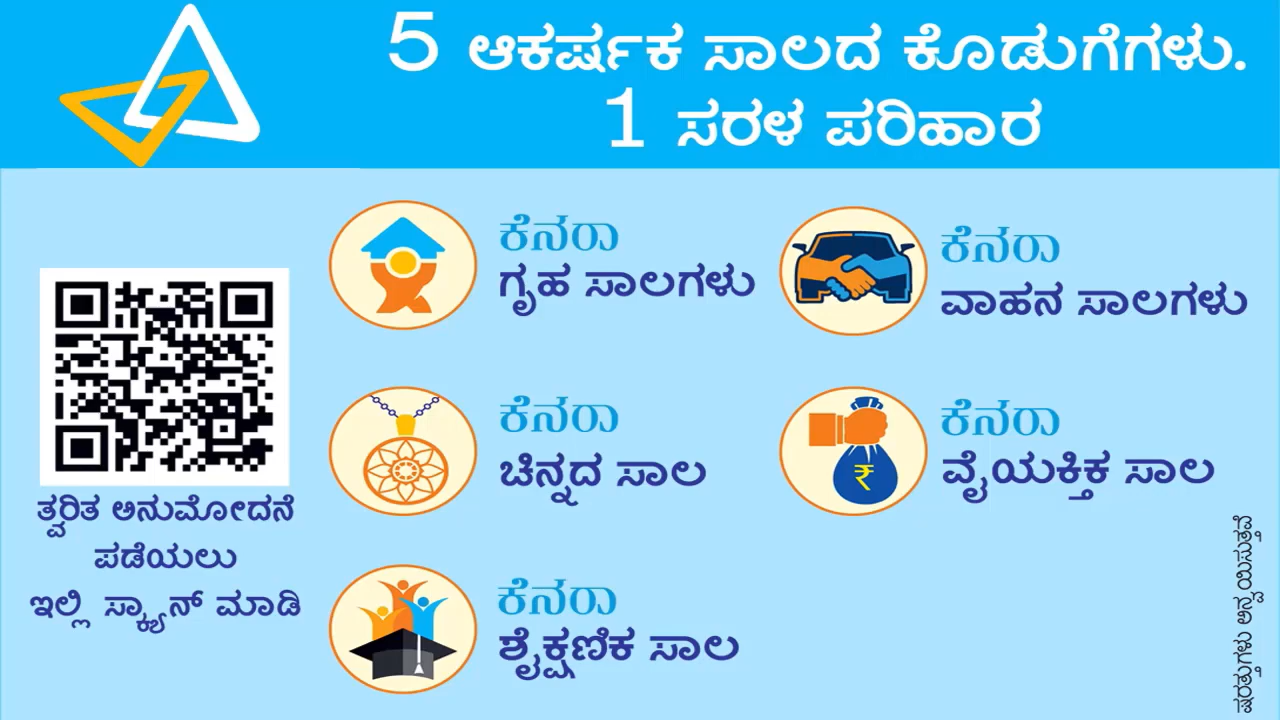 5 ಆಕರ್ಷಕ ಸಾಲದ ಕೊಡುಗೆಗಳು.
1 ಸರಳ ಪರಿಹಾರ
ಕೆನರಾ
ಗೃಹ ಸಾಲಗಳು
ಕೆನರಾ
ವಾಹನ ಸಾಲಗಳು
ಕೆನರಾ
ಚಿನ್ನದ ಸಾಲ
ಕೆನರಾ
ವೈಯಕ್ತಿಕ ಸಾಲ
₹
ಕೆನರಾ
ಶೈಕ್ಷಣಿಕ ಸಾಲ
ತ್ವರಿತ ಅನುಮೋದನೆ
ಪಡೆಯಲು
ಇಲ್ಲಿ ಸ್ಕ್ಯಾನ್ ಮಾಡಿ
ಷರತ್ತುಗಳು ಅನ್ವಯಿಸುತ್ತವೆ